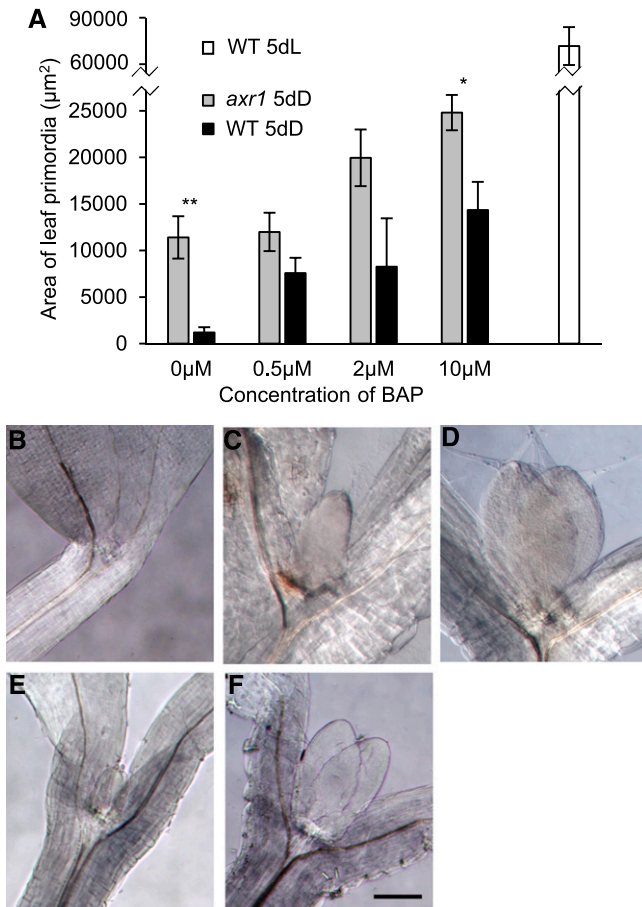 A
90000
60000
25000
20000
15000
10000
5000
0
Area of leaf primordia (µm²)
WT 5dL
axr1 5dD
WT 5dD
**
*
0µM 0.5µM 2µM 10µM
Concentration of BAP
B
C
D
E
F